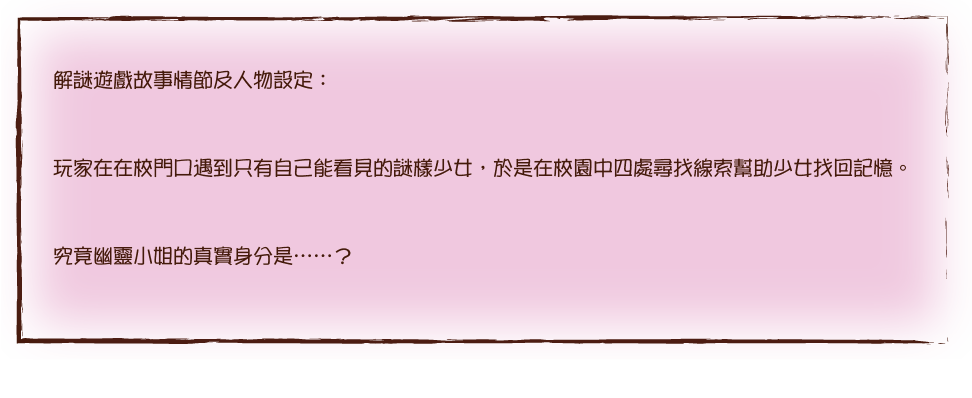 解謎遊戲故事情節及人物設定：
玩家在在校門口遇到只有自己能看見的謎樣少女，於是在校園中四處尋找線索幫助少女找回記憶。
究竟幽靈小姐的真實身分是……？